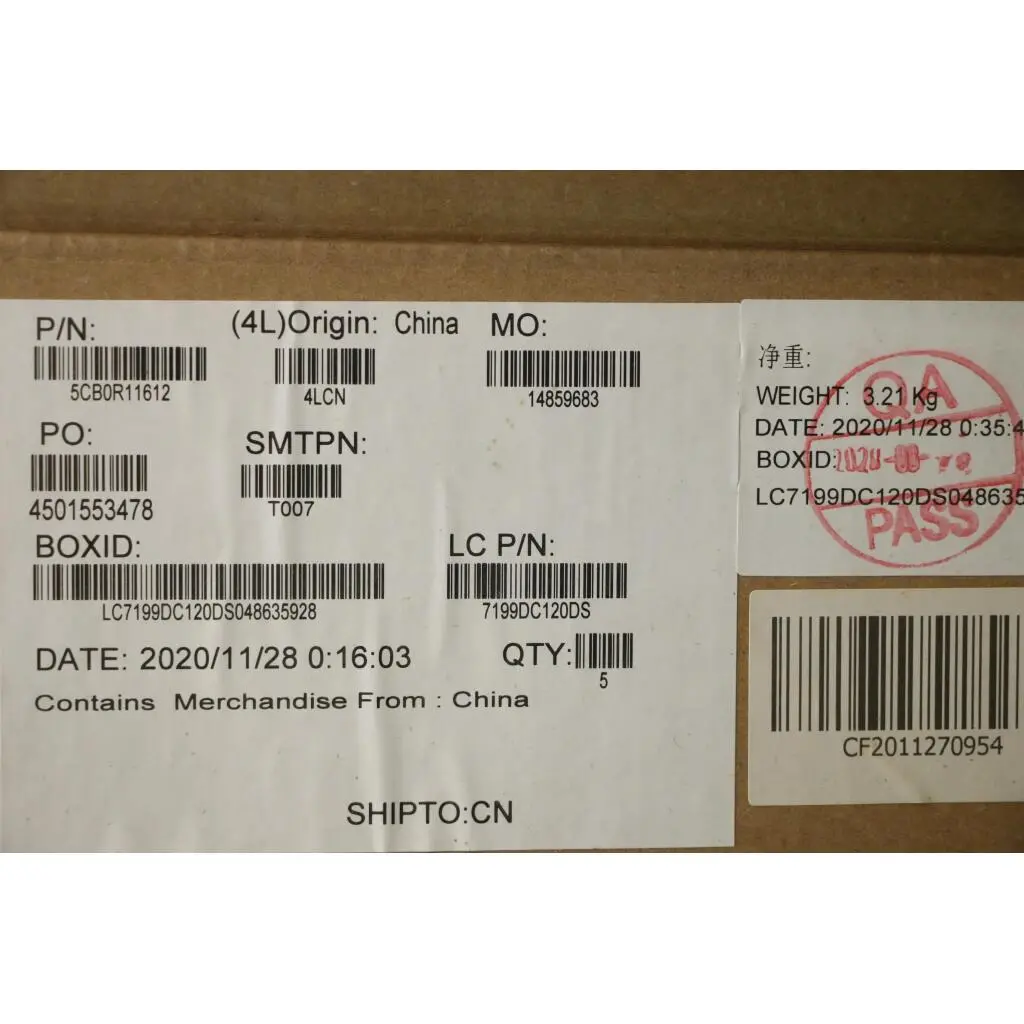 P/N:
5CB0R11612
(4L)Origin: China
4LCN
MO:
14859683
PO:
4501553478
SMTPN:
T007
BOXID:
LC7199DC120DS048635928
LC P/N:
7199DC120DS
DATE: 2020/11/28 0:16:03
QTY:
5
Contains Merchandise From : China
SHIPTO:CN
净重:
WEIGHT: 3.21 Kg
DATE: 2020/11/28 0:35:4
BOXID:
LC7199DC120DS048635
QA
PASS
CF2011270954